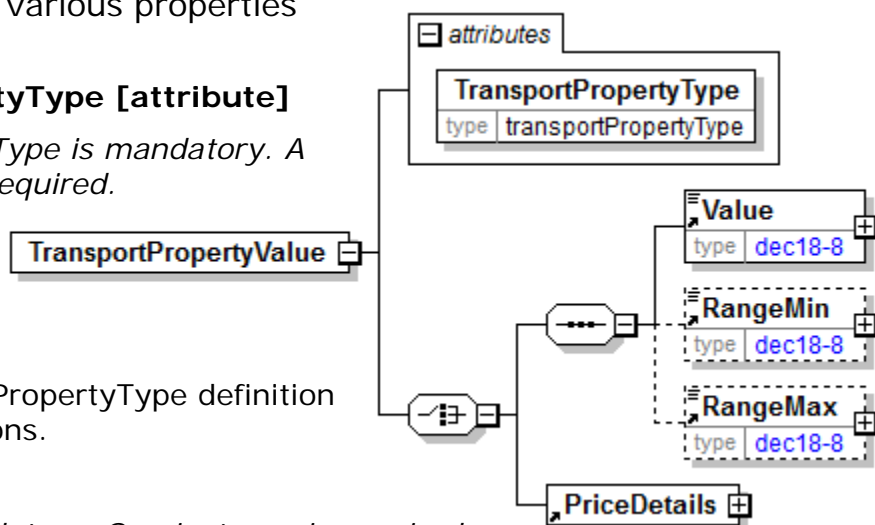 various properties
tyType [attribute]
Type is mandatory. A
equired.
PropertyType definition
ons.
attributes
TransportPropertyType
type transportPropertyType
TransportPropertyValue
Value
type dec18-8
RangeMin
type dec18-8
RangeMax
type dec18-8
PriceDetails